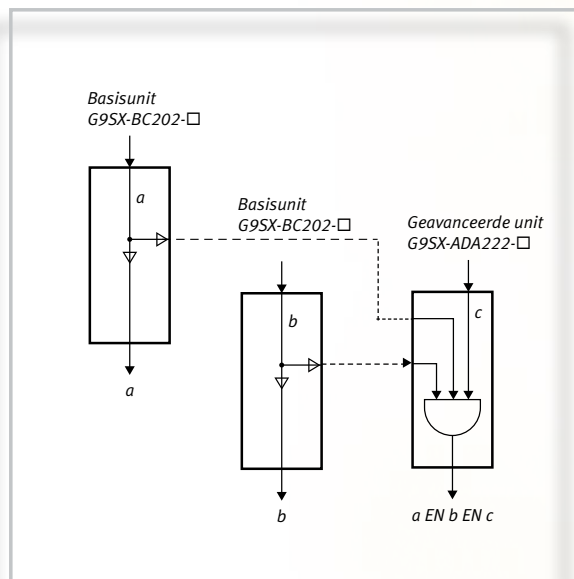 Basisunit
G9SX-BC202-□
a
a
Basisunit
G9SX-BC202-□
b
b
Geavanceerde unit
G9SX-ADA222-□
c
a EN b EN c